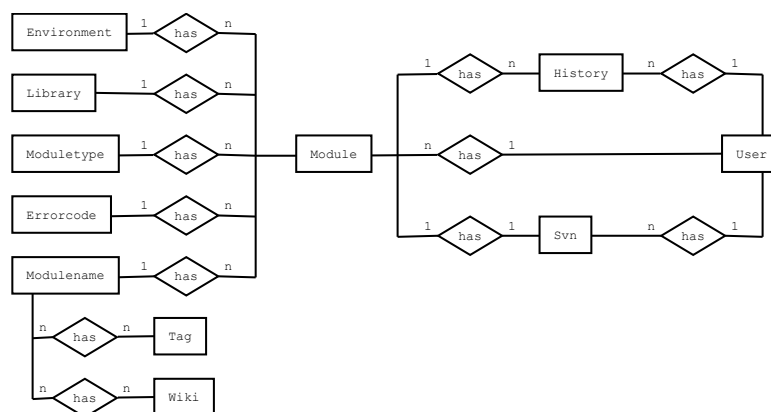 Environment 1 has n
Library 1 has n
Moduletype 1 has n
Errorcode 1 has n
Modulename 1 has n
n has n Tag
n has n Wiki
Module
1 has n History n has 1
n has 1 User
1 has 1 Svn n has 1